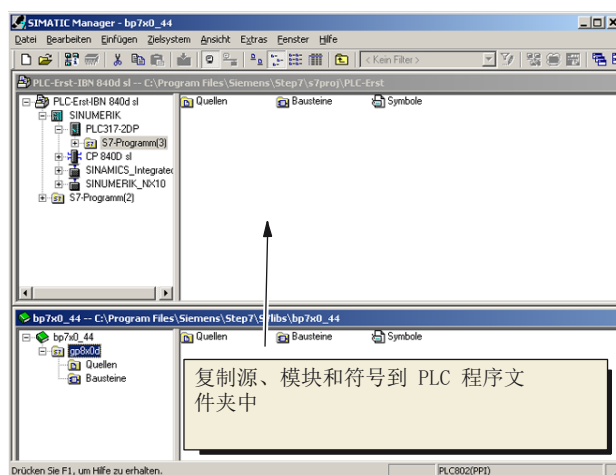 SIMATIC Manager - bp7x0_44
Datei Bearbeiten Einfügen Zielsystem Ansicht Extras Fenster Hilfe
< Kein Filter >
PLC-Erst-IBN 840d sl -- C:\Program Files\Siemens\Step7\s7proj\PLC-Erst
PLC-Erst-IBN 840d sl
SINUMERIK
PLC317-2DP
S7-Programm(3)
CP 840D sl
SINAMICS_Integrated
SINUMERIK_NX10
S7-Programm(2)
Quellen Bausteine Symbole
bp7x0_44 -- C:\Program Files\Siemens\Step7\S7libs\bp7x0_44
bp7x0_44
gp8x0d
Quellen
Bausteine
Quellen Bausteine Symbole
复制源、模块和符号到 PLC 程序文
件夹中
Drücken Sie F1, um Hilfe zu erhalten. PLC802(PPI)